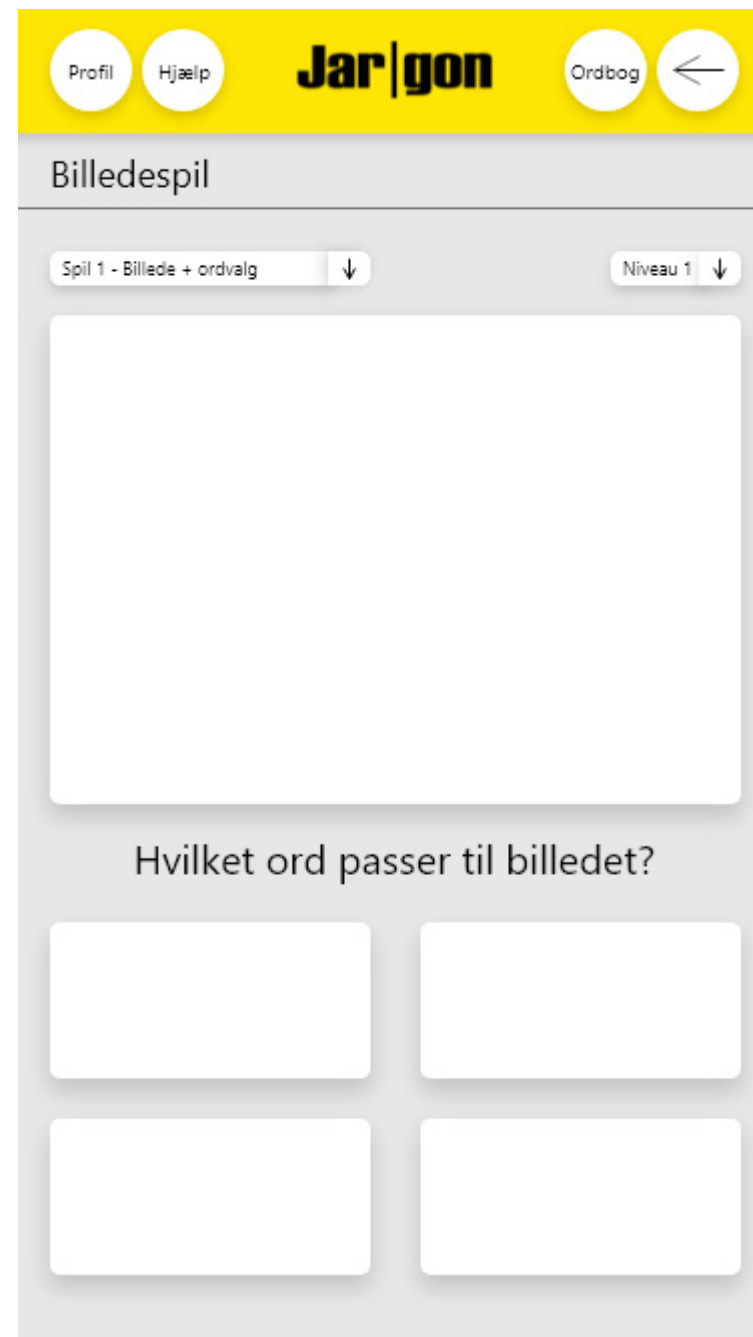 Profil Hjælp Jar|gon Ordbog
Billedespil
Spil 1 - Billede + ordvalg Niveau 1
Hvilket ord passer til billedet?